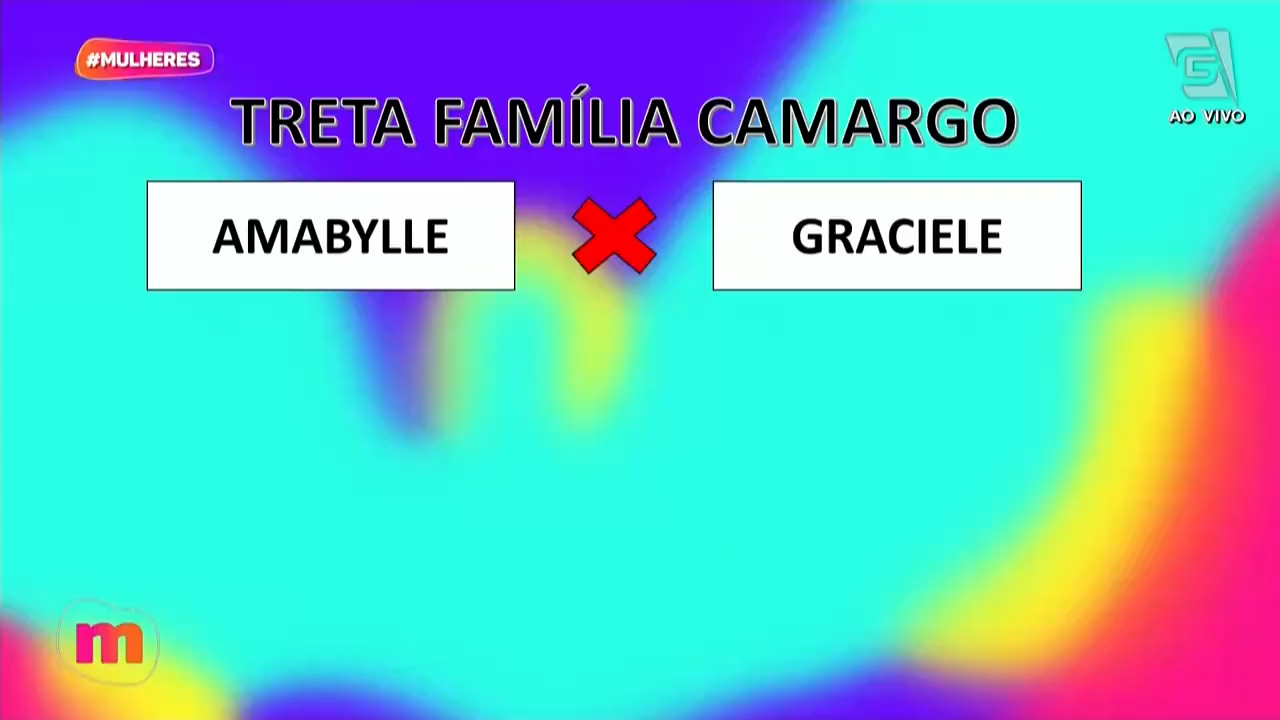 #MULHERES
AO VIVO
TRETA FAMÍLIA CAMARGO
AMABYLLE
GRACIELE
m